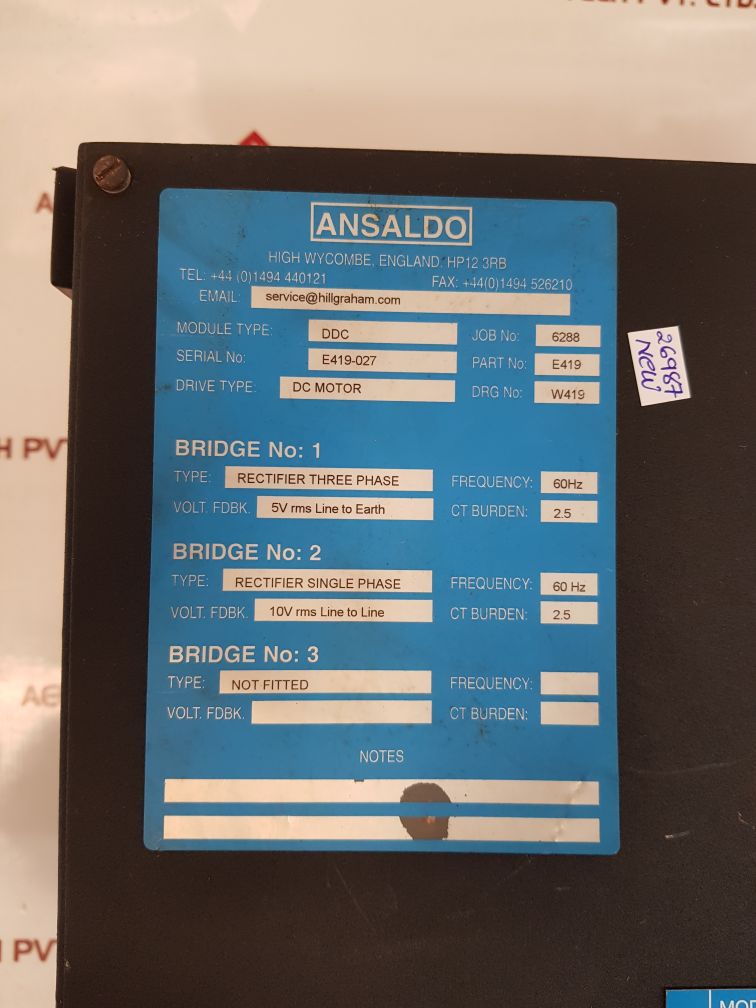 ANSALDO
HIGH WYCOMBE, ENGLAND. HP12 3RB
TEL: +44 (0)1494 440121 FAX: +44(0)1494 526210
EMAIL: service@hillgraham.com
MODULE TYPE: DDC JOB No: 6288
SERIAL No: E419-027 PART No: E419
DRIVE TYPE: DC MOTOR DRG No: W419
26987
NEW
BRIDGE No: 1
TYPE: RECTIFIER THREE PHASE FREQUENCY: 60Hz
VOLT. FDBK. 5V rms Line to Earth CT BURDEN: 2.5
BRIDGE No: 2
TYPE: RECTIFIER SINGLE PHASE FREQUENCY: 60 Hz
VOLT. FDBK. 10V rms Line to Line CT BURDEN: 2.5
BRIDGE No: 3
TYPE: NOT FITTED FREQUENCY:
VOLT. FDBK. CT BURDEN:
NOTES